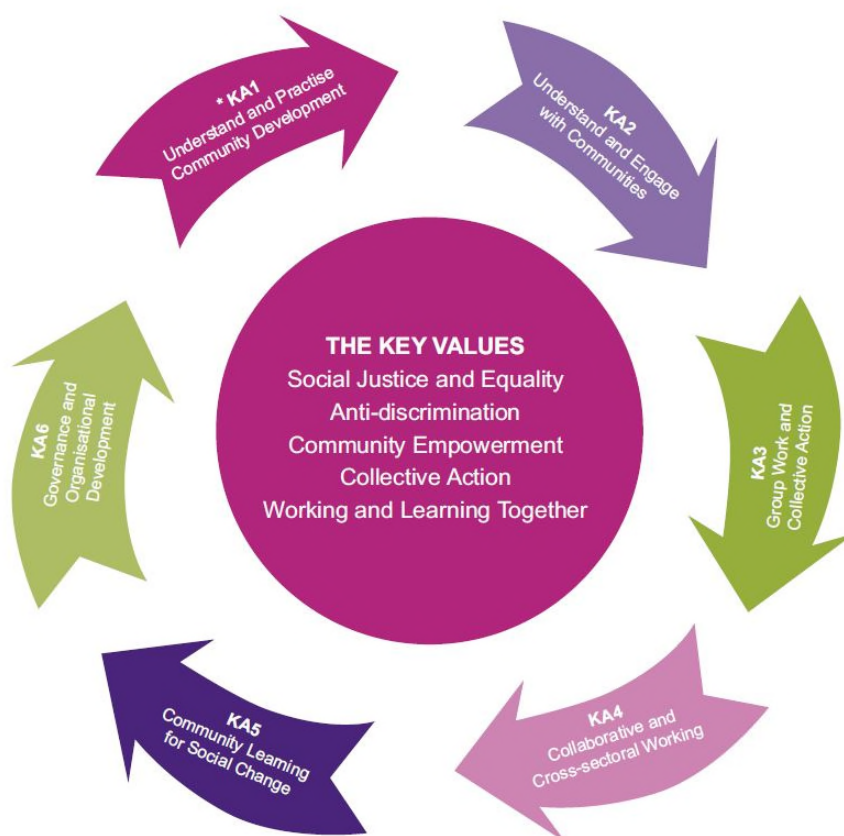 * KA1
Understand and Practise
Community Development
KA2
Understand and Engage
with Communities
KA3
Group Work and
Collective Action
KA4
Collaborative and
Cross-sectoral Working
KA5
Community Learning
for Social Change
KA6
Governance and
Organisational
Development
THE KEY VALUES
Social Justice and Equality
Anti-discrimination
Community Empowerment
Collective Action
Working and Learning Together